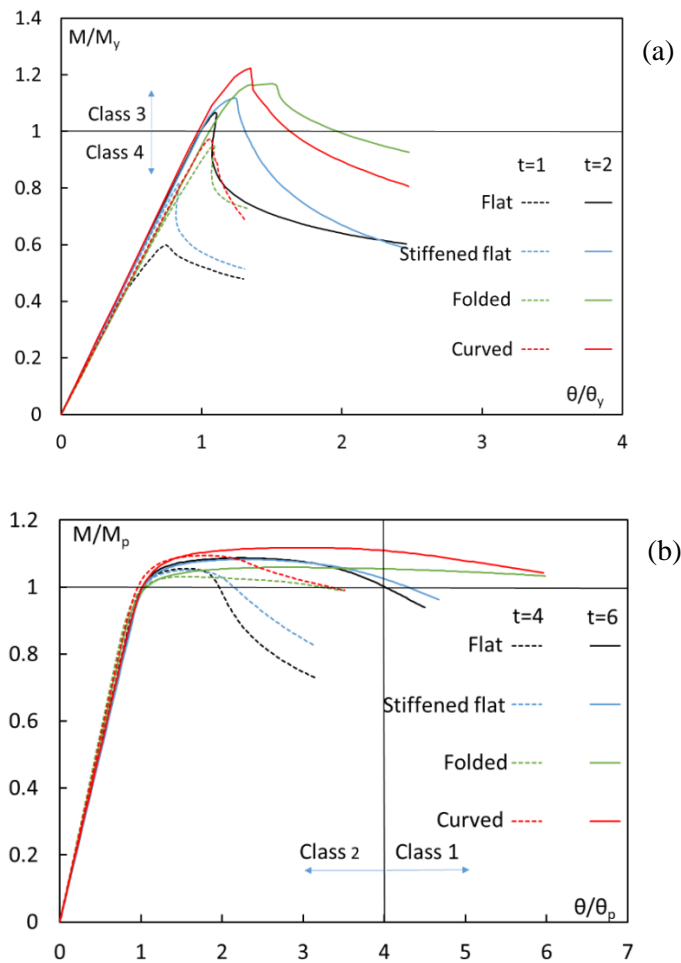 M/My
(a)
1.4
1.2
1
0.8
0.6
0.4
0.2
0
Class 3
Class 4
t=1 t=2
Flat
Stiffened flat
Folded
Curved
θ/θy
0 1 2 3 4
M/Mp
(b)
1.2
1
0.8
0.6
0.4
0.2
0
t=4 t=6
Flat
Stiffened flat
Folded
Curved
Class 2 Class 1
θ/θp
0 1 2 3 4 5 6 7